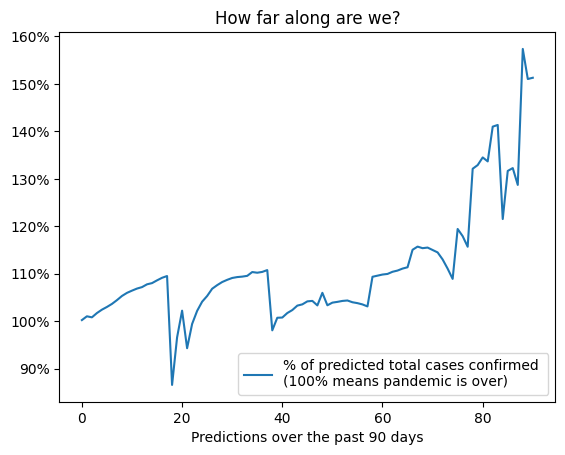 How far along are we?
160%
150%
140%
130%
120%
110%
100%
90%
% of predicted total cases confirmed
(100% means pandemic is over)
0 20 40 60 80
Predictions over the past 90 days